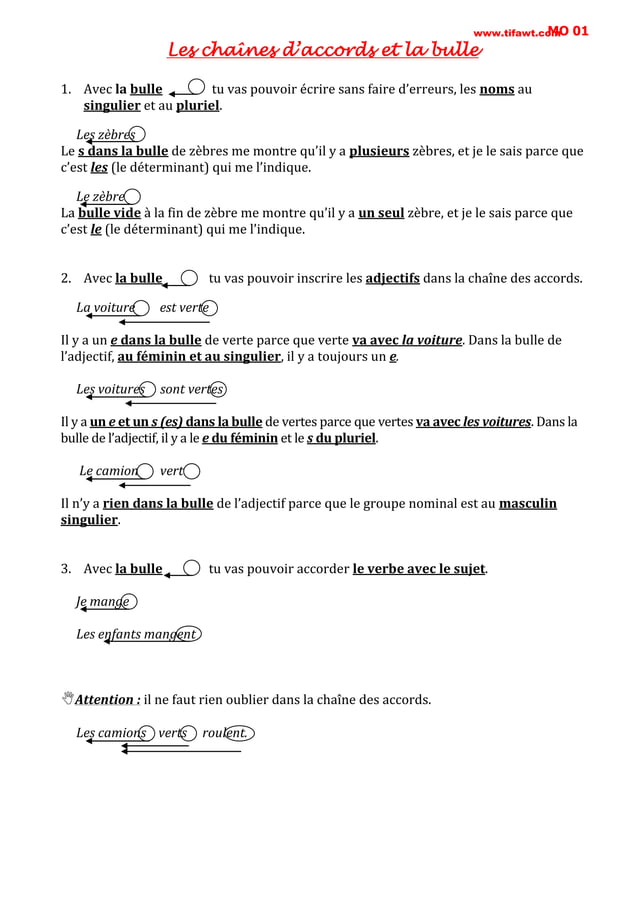 www.tifawt.com MO 01
Les chaînes d’accords et la bulle
1. Avec la bulle tu vas pouvoir écrire sans faire d’erreurs, les noms au
singulier et au pluriel.
Les zèbres
Le s dans la bulle de zèbres me montre qu’il y a plusieurs zèbres, et je le sais parce que
c’est les (le déterminant) qui me l’indique.
Le zèbre
La bulle vide à la fin de zèbre me montre qu’il y a un seul zèbre, et je le sais parce que
c’est le (le déterminant) qui me l’indique.
2. Avec la bulle tu vas pouvoir inscrire les adjectifs dans la chaîne des accords.
La voiture est verte
Il y a un e dans la bulle de verte parce que verte va avec la voiture. Dans la bulle de
l’adjectif, au féminin et au singulier, il y a toujours un e.
Les voitures sont vertes
Il y a un e et un s (es) dans la bulle de vertes parce que vertes va avec les voitures. Dans la
bulle de l’adjectif, il y a le e du féminin et le s du pluriel.
Le camion vert
Il n’y a rien dans la bulle de l’adjectif parce que le groupe nominal est au masculin
singulier.
3. Avec la bulle tu vas pouvoir accorder le verbe avec le sujet.
Je mange
Les enfants mangent
Attention : il ne faut rien oublier dans la chaîne des accords.
Les camions verts roulent.